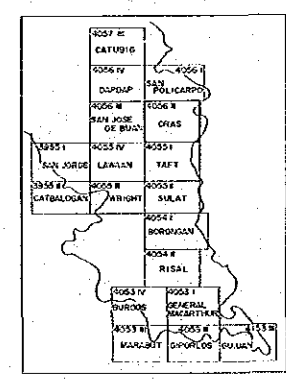 4057 III
CATUBIG
4056 IV 4056 I
DAPDAP SAN POLICARPO
4056 III 4056 II
SAN JOSE DE BUAN ORAS
3955 I 4055 IV 4055 I
SAN JORGE LAWAAN TAFT
3955 II 4055 III 4055 II
CATBALOGAN WRIGHT SULAT
4054 I
BORONGAN
4054 II
RISAL
4053 IV 4053 I
BURGOS GENERAL MACARTHUR
4053 III 4053 II
MARABUT GIPORLOS GUIUAN